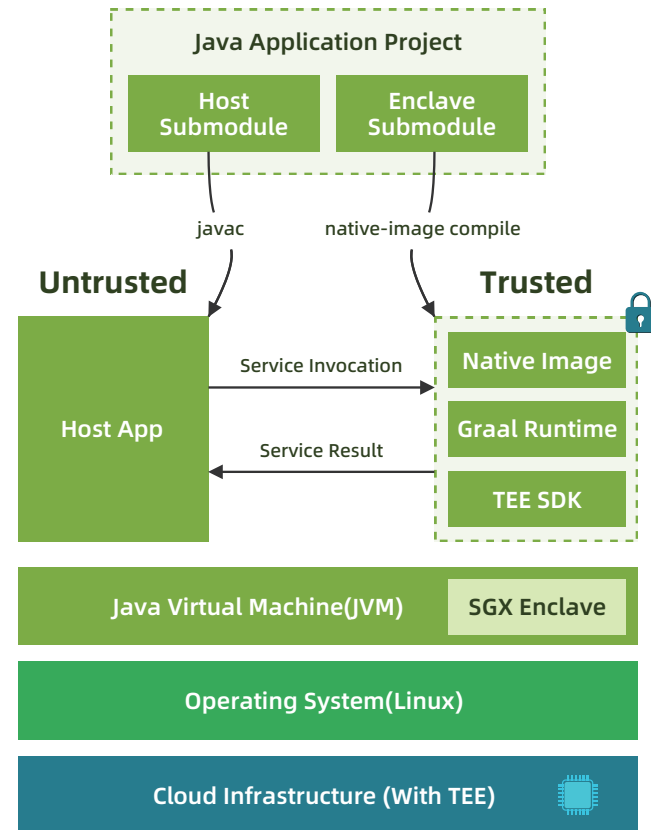 Java Application Project
Host
Submodule
Enclave
Submodule
javac
native-image compile
Untrusted
Trusted
Host App
Service Invocation
Service Result
Native Image
Graal Runtime
TEE SDK
Java Virtual Machine(JVM)
SGX Enclave
Operating System(Linux)
Cloud Infrastructure (With TEE)